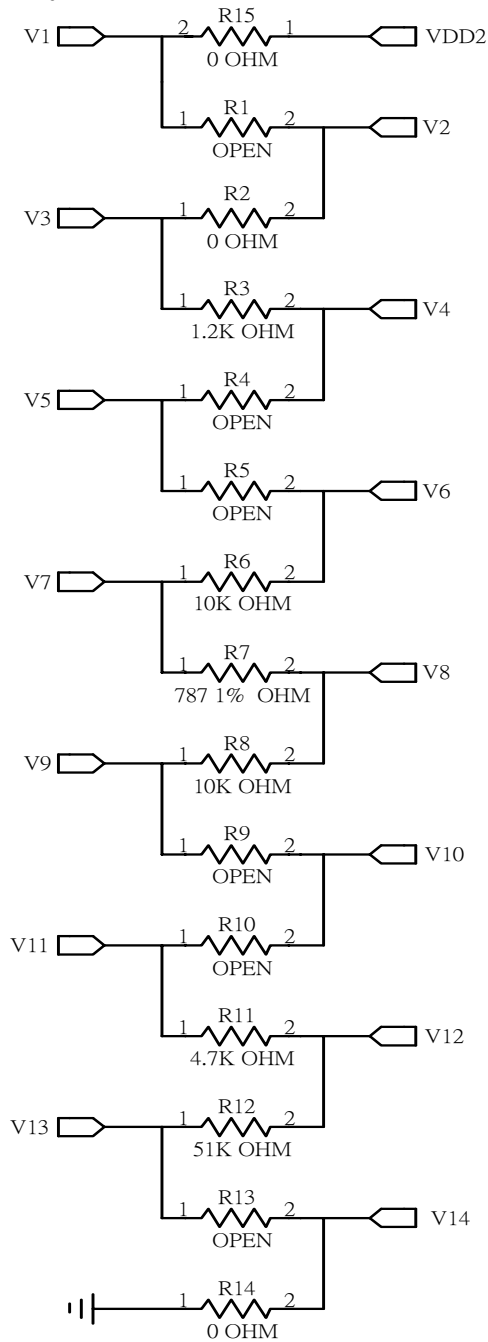 R15
V1 2 1 VDD2
0 OHM
R1
1 2 V2
OPEN
R2
V3 1 2
0 OHM
R3
1 2 V4
1.2K OHM
R4
V5 1 2
OPEN
R5
1 2 V6
OPEN
R6
V7 1 2
10K OHM
R7
1 2 V8
787 1% OHM
R8
V9 1 2
10K OHM
R9
1 2 V10
OPEN
R10
V11 1 2
OPEN
R11
1 2 V12
4.7K OHM
R12
V13 1 2
51K OHM
R13
1 2 V14
OPEN
R14
1 2
0 OHM